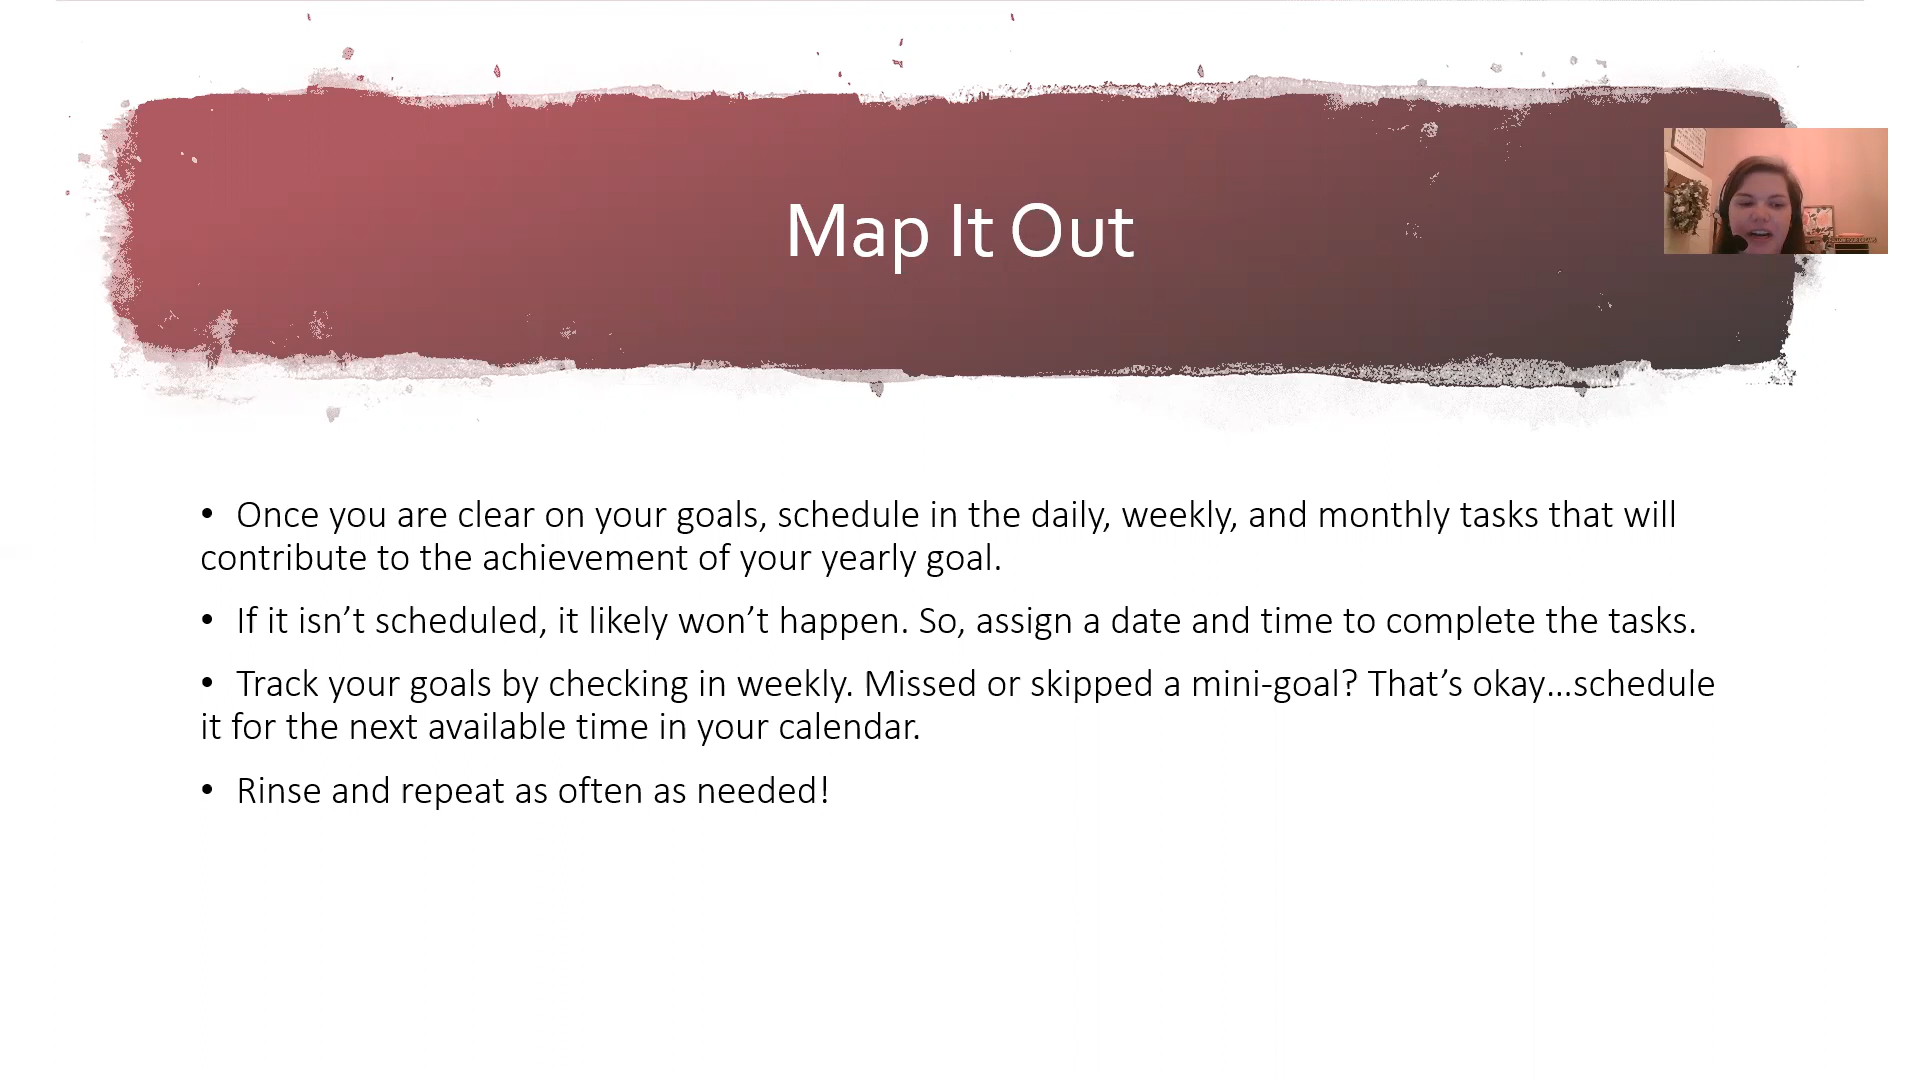 Map It Out
• Once you are clear on your goals, schedule in the daily, weekly, and monthly tasks that will
contribute to the achievement of your yearly goal.
• If it isn’t scheduled, it likely won’t happen. So, assign a date and time to complete the tasks.
• Track your goals by checking in weekly. Missed or skipped a mini-goal? That’s okay…schedule
it for the next available time in your calendar.
• Rinse and repeat as often as needed!